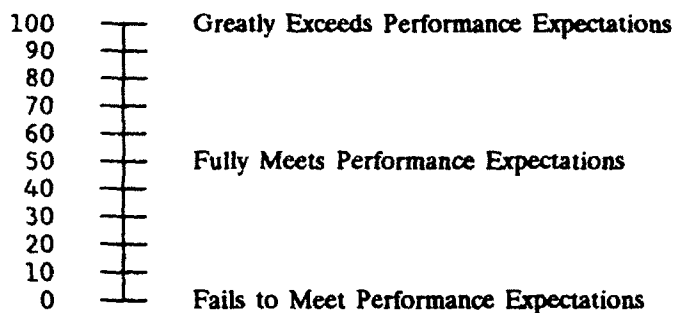 100 Greatly Exceeds Performance Expectations
90
80
70
60
50 Fully Meets Performance Expectations
40
30
20
10
0 Fails to Meet Performance Expectations